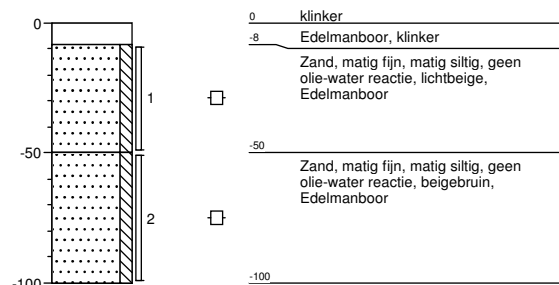 0
-50
-100
1
2
0 klinker
-8 Edelmanboor, klinker
Zand, matig fijn, matig siltig, geen
olie-water reactie, lichtbeige,
Edelmanboor
-50
Zand, matig fijn, matig siltig, geen
olie-water reactie, beigebruin,
Edelmanboor
-100